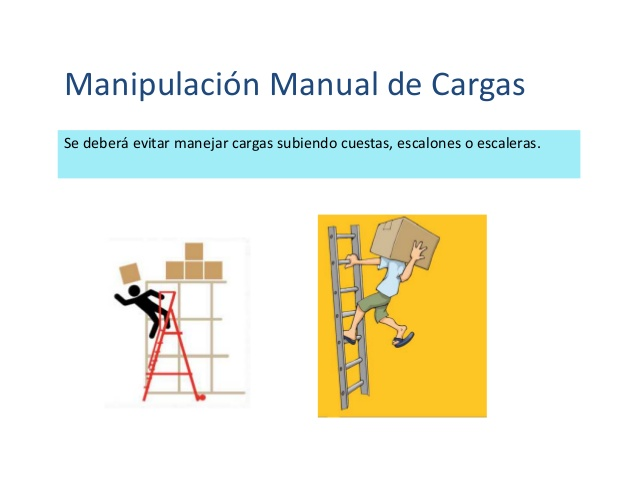 Manipulación Manual de Cargas
Se deberá evitar manejar cargas subiendo cuestas, escalones o escaleras.